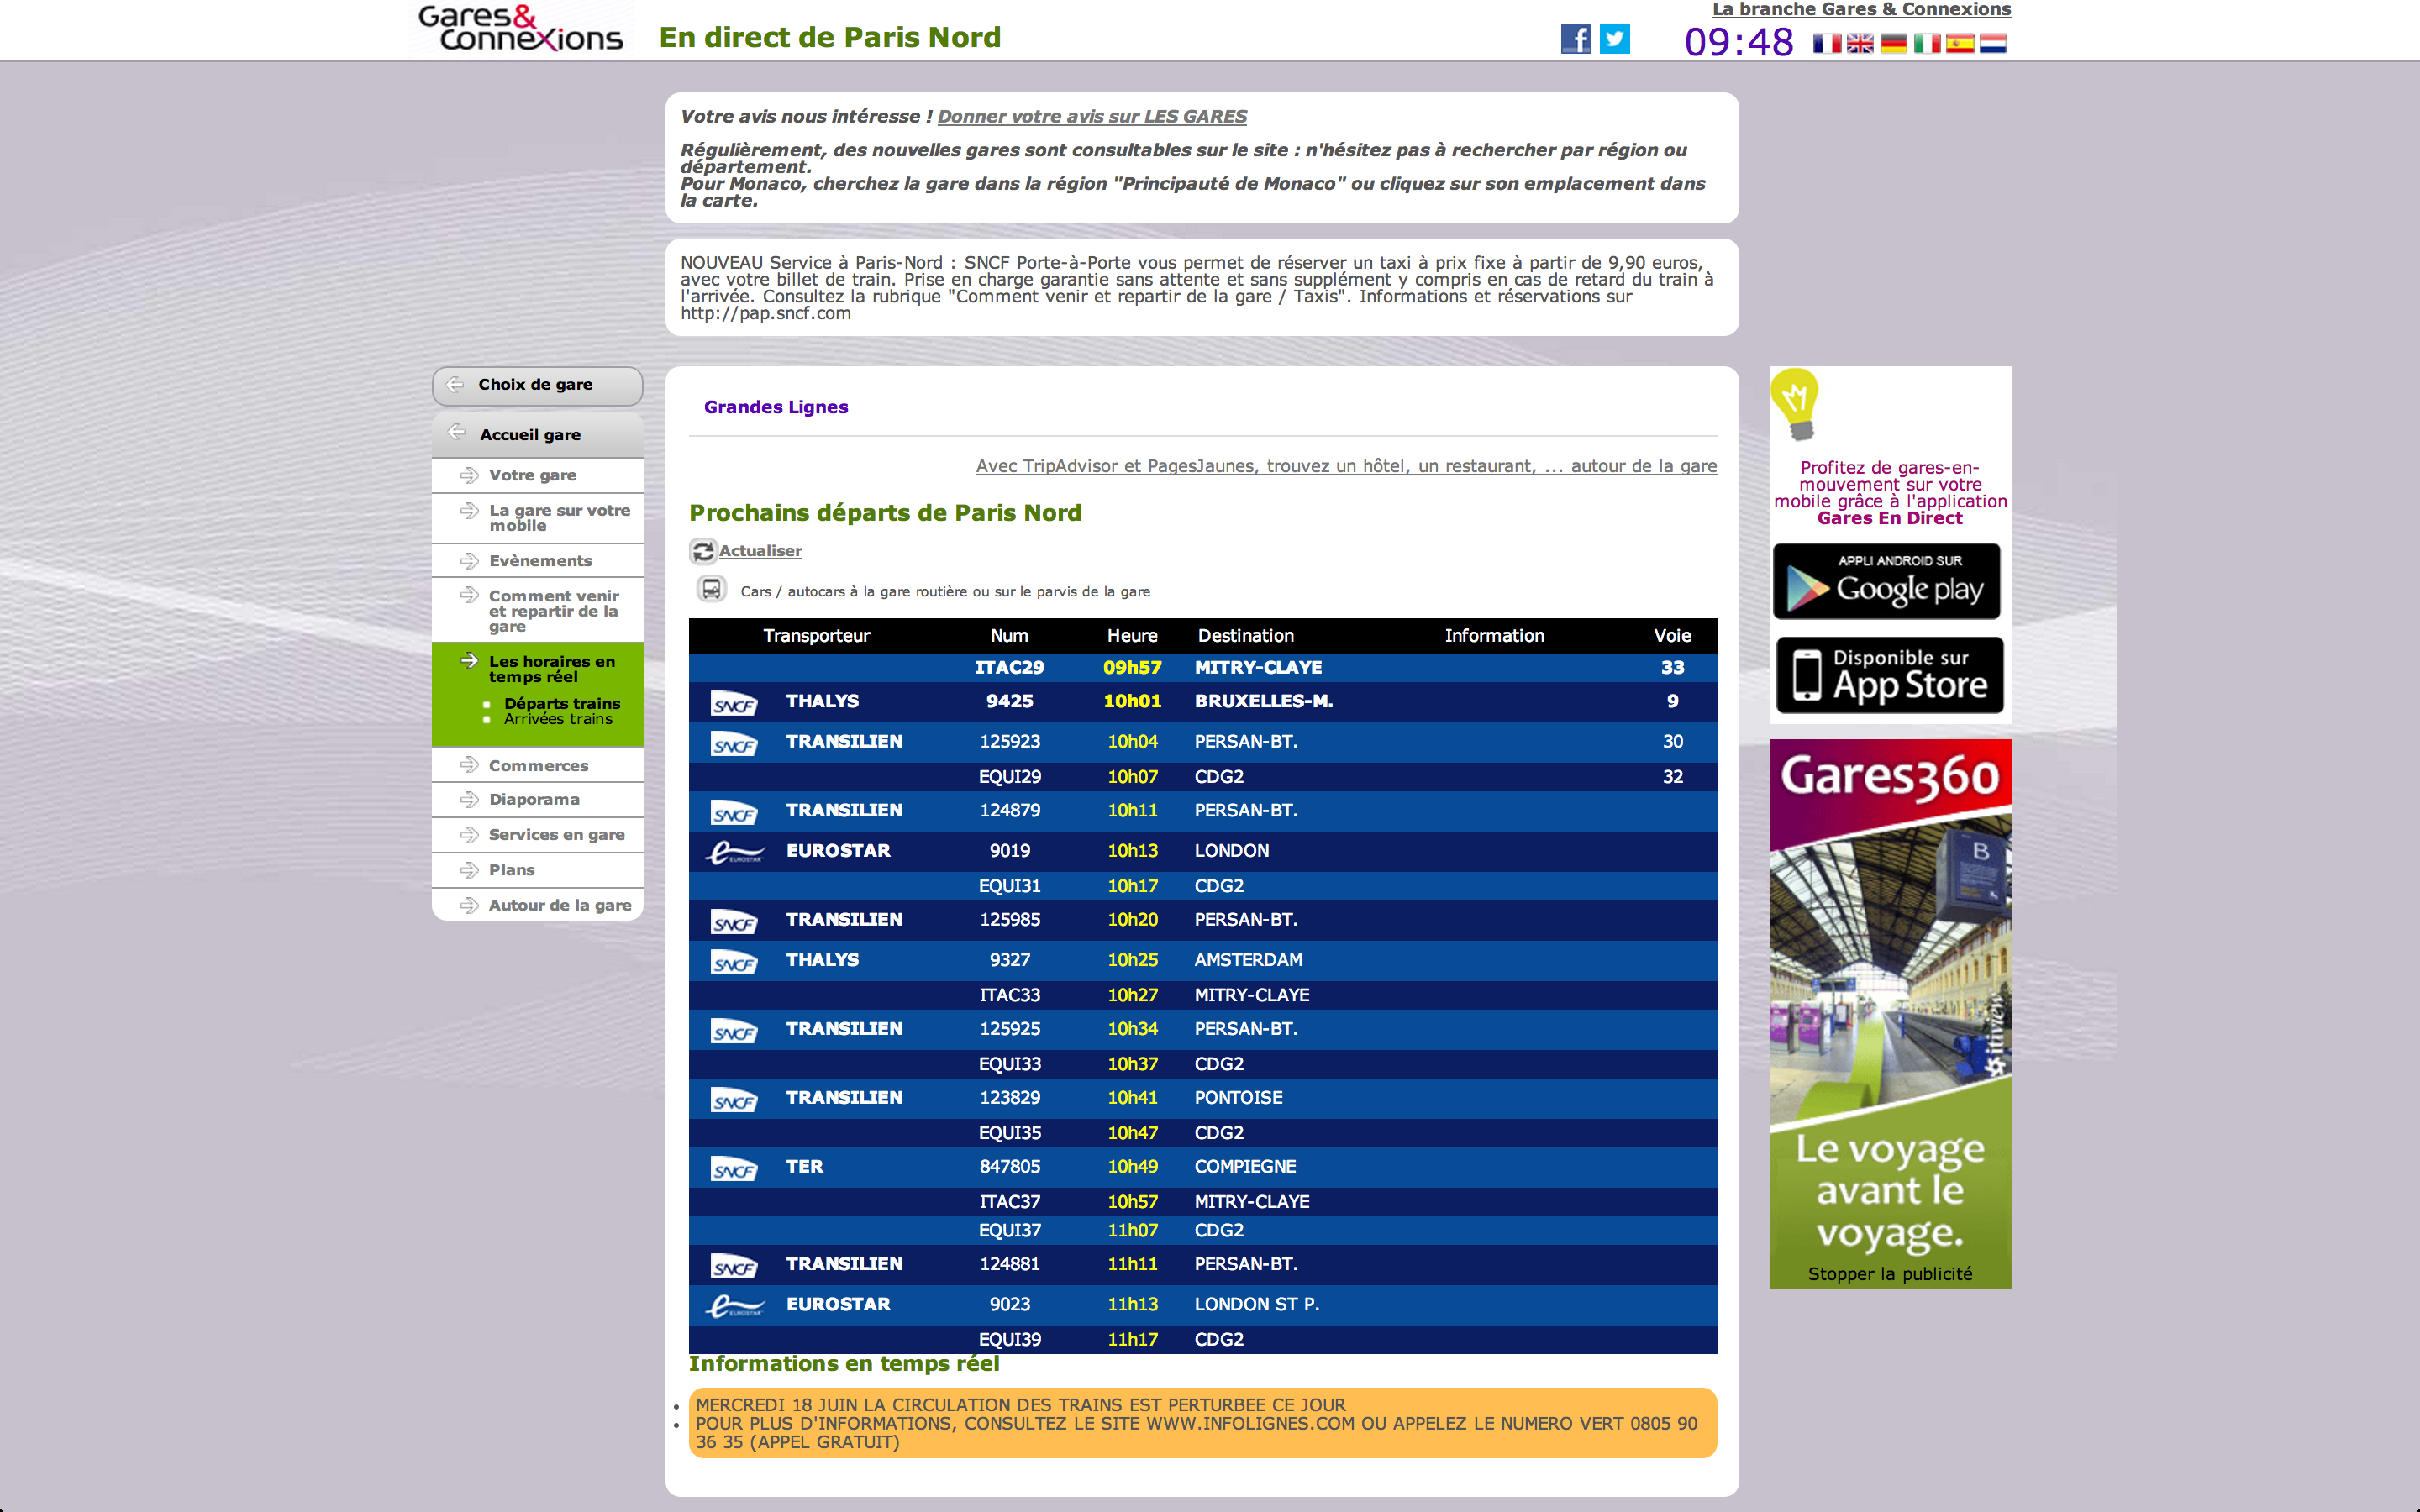 Gares&
conneXions
En direct de Paris Nord
La branche Gares & Connexions
09:48
Votre avis nous intéresse ! Donner votre avis sur LES GARES
Régulièrement, des nouvelles gares sont consultables sur le site : n'hésitez pas à rechercher par région ou
département.
Pour Monaco, cherchez la gare dans la région "Principauté de Monaco" ou cliquez sur son emplacement dans
la carte.
NOUVEAU Service à Paris-Nord : SNCF Porte-à-Porte vous permet de réserver un taxi à prix fixe à partir de 9,90 euros,
avec votre billet de train. Prise en charge garantie sans attente et sans supplément y compris en cas de retard du train à
l'arrivée. Consultez la rubrique "Comment venir et repartir de la gare / Taxis". Informations et réservations sur
http://pap.sncf.com
Choix de gare
Accueil gare
Votre gare
La gare sur votre
mobile
Evènements
Comment venir
et repartir de la
gare
Les horaires en
temps réel
Départs trains
Arrivées trains
Commerces
Diaporama
Services en gare
Plans
Autour de la gare
Grandes Lignes
Avec TripAdvisor et PagesJaunes, trouvez un hôtel, un restaurant, ... autour de la gare
Prochains départs de Paris Nord
Actualiser
Cars / autocars à la gare routière ou sur le parvis de la gare
Transporteur Num Heure Destination Information Voie
ITAC29 09h57 MITRY-CLAYE 33
SNCF THALYS 9425 10h01 BRUXELLES-M. 9
SNCF TRANSILIEN 125923 10h04 PERSAN-BT. 30
EQUI29 10h07 CDG2 32
SNCF TRANSILIEN 124879 10h11 PERSAN-BT.
EUROSTAR EUROSTAR 9019 10h13 LONDON
EQUI31 10h17 CDG2
SNCF TRANSILIEN 125985 10h20 PERSAN-BT.
SNCF THALYS 9327 10h25 AMSTERDAM
ITAC33 10h27 MITRY-CLAYE
SNCF TRANSILIEN 125925 10h34 PERSAN-BT.
EQUI33 10h37 CDG2
SNCF TRANSILIEN 123829 10h41 PONTOISE
EQUI35 10h47 CDG2
SNCF TER 847805 10h49 COMPIEGNE
ITAC37 10h57 MITRY-CLAYE
EQUI37 11h07 CDG2
SNCF TRANSILIEN 124881 11h11 PERSAN-BT.
EUROSTAR EUROSTAR 9023 11h13 LONDON ST P.
EQUI39 11h17 CDG2
Informations en temps réel
MERCREDI 18 JUIN LA CIRCULATION DES TRAINS EST PERTURBEE CE JOUR
POUR PLUS D'INFORMATIONS, CONSULTEZ LE SITE WWW.INFOLIGNES.COM OU APPELEZ LE NUMERO VERT 0805 90
36 35 (APPEL GRATUIT)
Profitez de gares-en-
mouvement sur votre
mobile grâce à l'application
Gares En Direct
APPLI ANDROID SUR
Google play
Disponible sur
App Store
Gares360
B
Le voyage
avant le
voyage.
Stopper la publicité